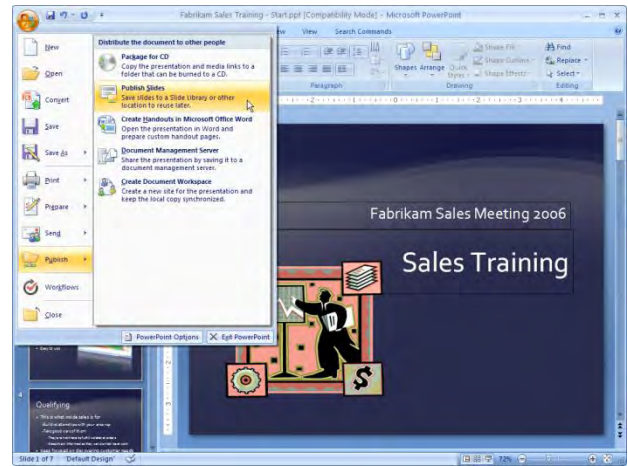 Fabrikam Sales Training - Start.ppt [Compatibility Mode] - Microsoft PowerPoint
View Search Commands
New
Open
Convert
Save
Save As
Print
Prepare
Send
Publish
Workflows
Close
Distribute the document to other people
Package for CD
Copy the presentation and media links to a
folder that can be burned to a CD.
Publish Slides
Save slides to a Slide Library or other
location to reuse later.
Create Handouts in Microsoft Office Word
Open the presentation in Word and
prepare custom handout pages.
Document Management Server
Share the presentation by saving it to a
document management server.
Create Document Workspace
Create a new site for the presentation and
keep the local copy synchronized.
PowerPoint Options
Exit PowerPoint
Shapes Arrange Quick
Styles
Shape Fill
Shape Outline
Shape Effects
Find
Replace
Select
Paragraph
Drawing
Editing
Fabrikam Sales Meeting 2006
Sales Training
4
Qualifying
Slide 1 of 7
"Default Design"
72%